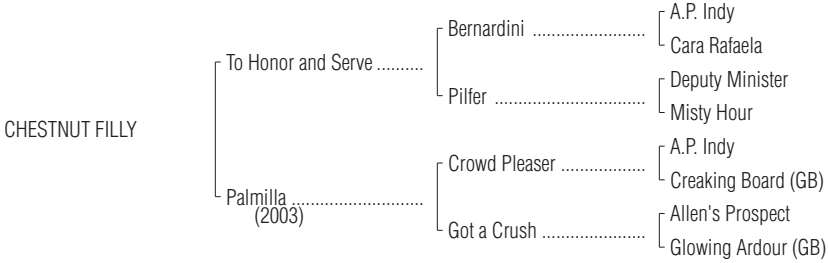 A.P. Indy
Bernardini ........................
Cara Rafaela
To Honor and Serve ..........
Deputy Minister
Pilfer ................................
Misty Hour
CHESTNUT FILLY
A.P. Indy
Crowd Pleaser ..................
Creaking Board (GB)
Palmilla ............................
(2003)
Allen's Prospect
Got a Crush ......................
Glowing Ardour (GB)